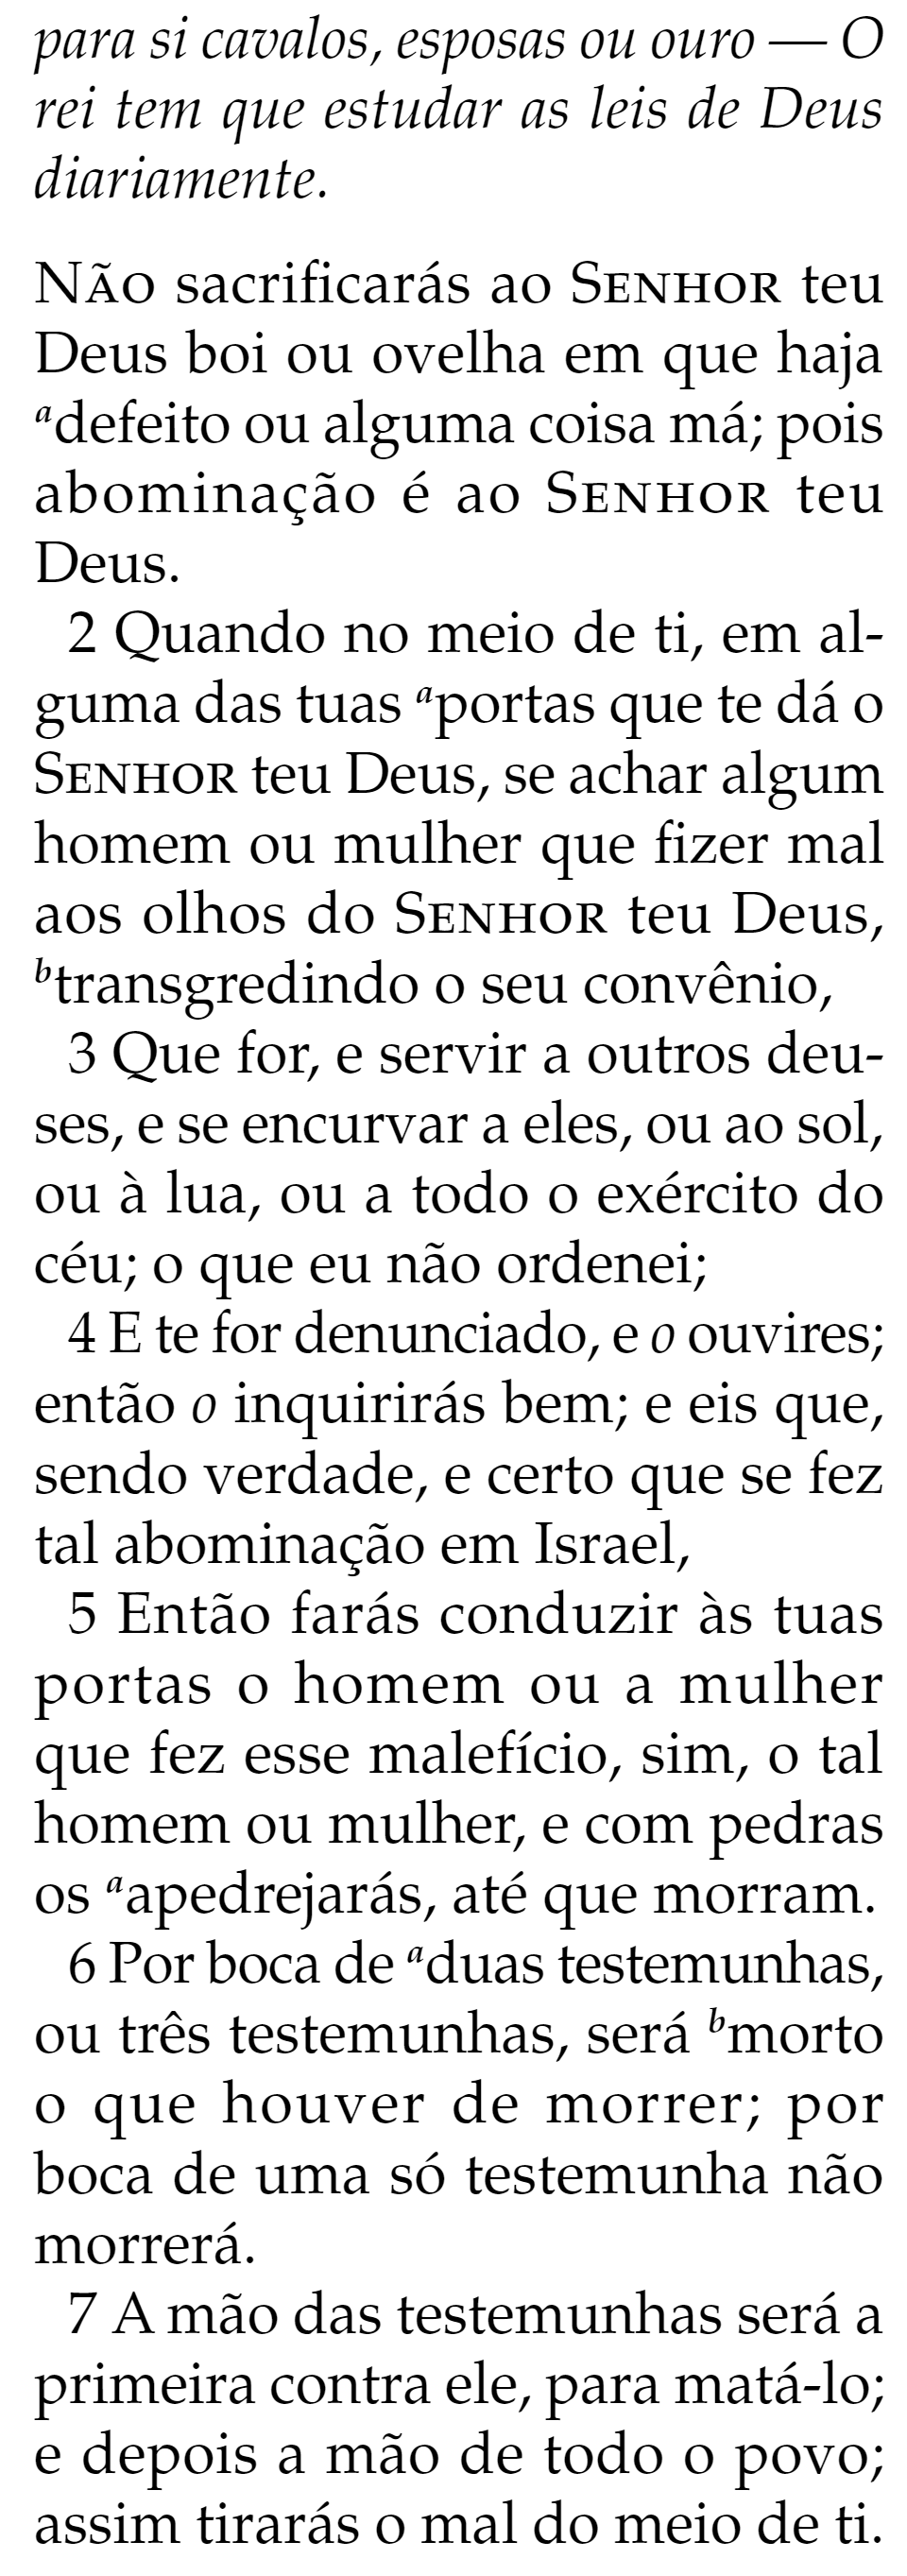 para si cavalos, esposas ou ouro — O
rei tem que estudar as leis de Deus
diariamente.
NÃO sacrificarás ao SENHOR teu
Deus boi ou ovelha em que haja
ᵃdefeito ou alguma coisa má; pois
abominação é ao SENHOR teu
Deus.
2 Quando no meio de ti, em al-
guma das tuas ᵃportas que te dá o
SENHOR teu Deus, se achar algum
homem ou mulher que fizer mal
aos olhos do SENHOR teu Deus,
ᵇtransgredindo o seu convênio,
3 Que for, e servir a outros deu-
ses, e se encurvar a eles, ou ao sol,
ou à lua, ou a todo o exército do
céu; o que eu não ordenei;
4 E te for denunciado, e o ouvires;
então o inquirirás bem; e eis que,
sendo verdade, e certo que se fez
tal abominação em Israel,
5 Então farás conduzir às tuas
portas o homem ou a mulher
que fez esse malefício, sim, o tal
homem ou mulher, e com pedras
os ᵃapedrejarás, até que morram.
6 Por boca de ᵃduas testemunhas,
ou três testemunhas, será ᵇmorto
o que houver de morrer; por
boca de uma só testemunha não
morrerá.
7 A mão das testemunhas será a
primeira contra ele, para matá-lo;
e depois a mão de todo o povo;
assim tirarás o mal do meio de ti.